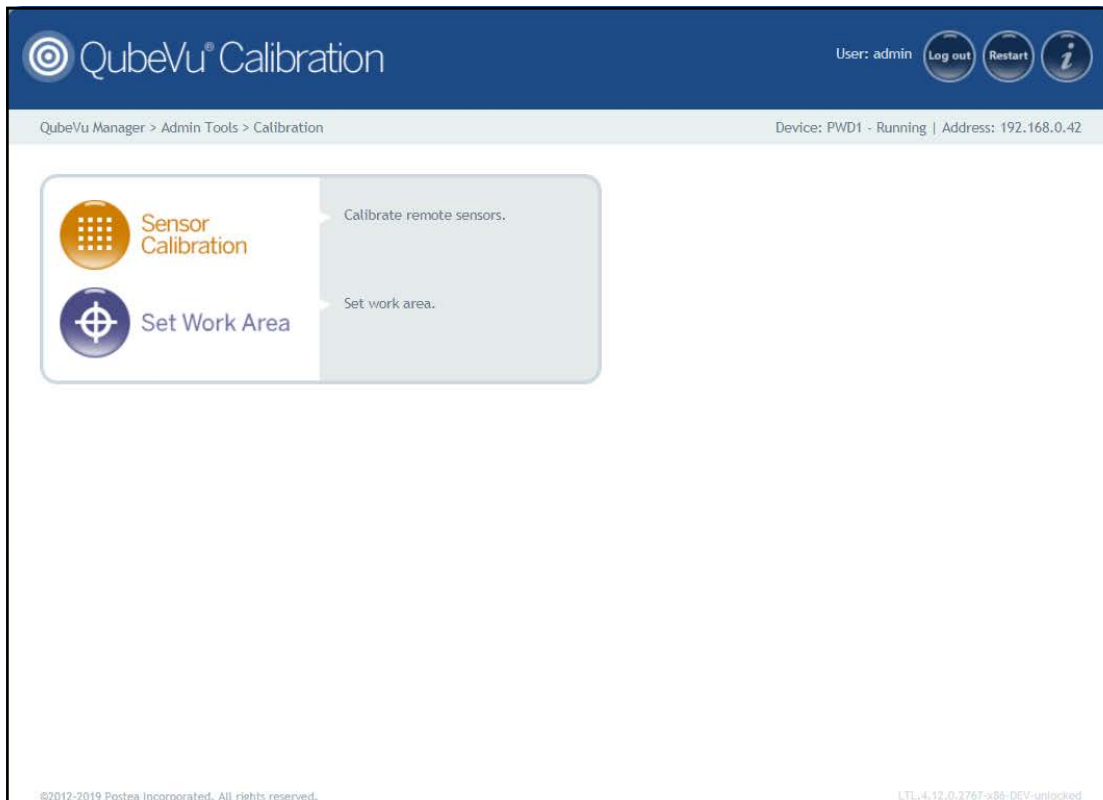 QubeVu® Calibration
User: admin
Log out
Restart
i
QubeVu Manager > Admin Tools > Calibration
Device: PWD1 - Running | Address: 192.168.0.42
Sensor
Calibration
Calibrate remote sensors.
Set Work Area
Set work area.
©2012-2019 Postea Incorporated. All rights reserved.
LTL.4.12.0.2767-x86-DEV-unlocked